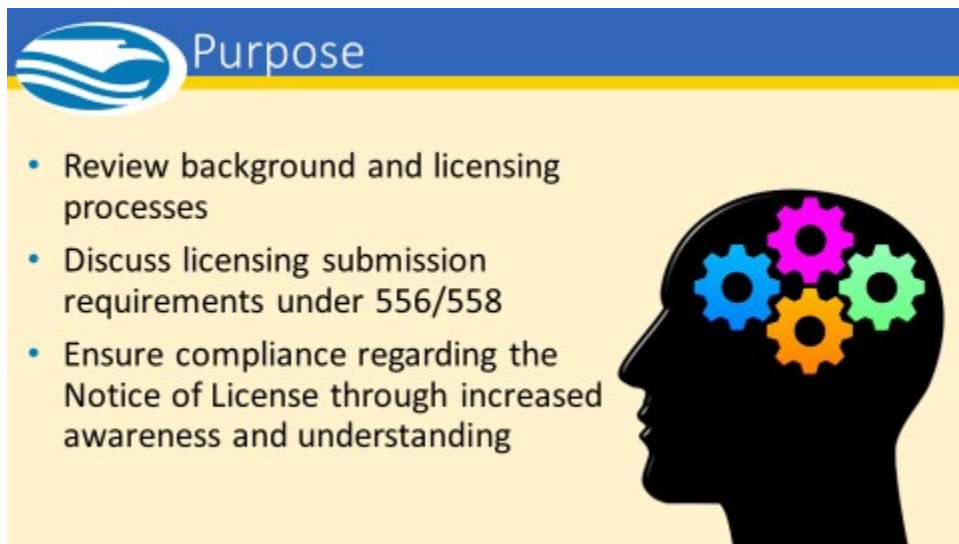 Purpose
• Review background and licensing
processes
• Discuss licensing submission
requirements under 556/558
• Ensure compliance regarding the
Notice of License through increased
awareness and understanding